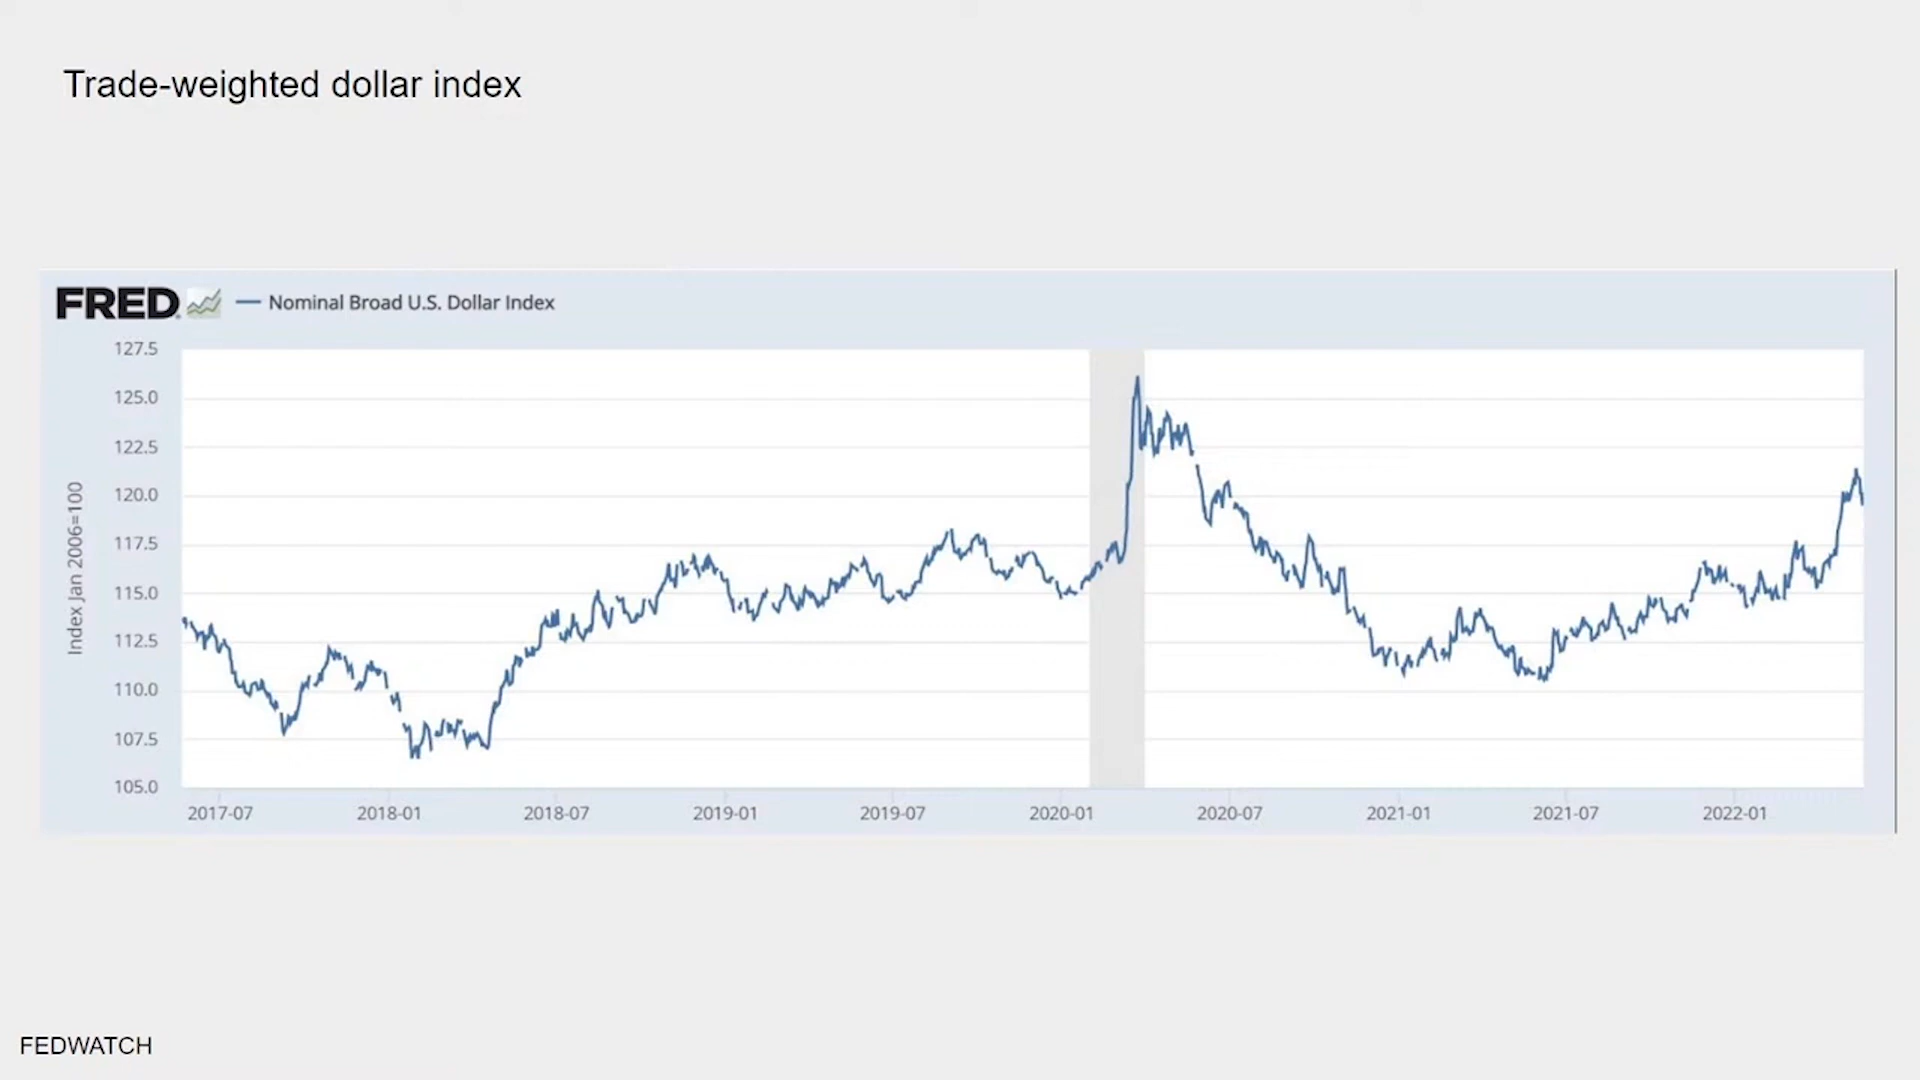 Trade-weighted dollar index
FRED
Nominal Broad U.S. Dollar Index
127.5
125.0
122.5
120.0
117.5
115.0
112.5
110.0
107.5
105.0
Index Jan 2006=100
2017-07 2018-01 2018-07 2019-01 2019-07 2020-01 2020-07 2021-01 2021-07 2022-01
FEDWATCH